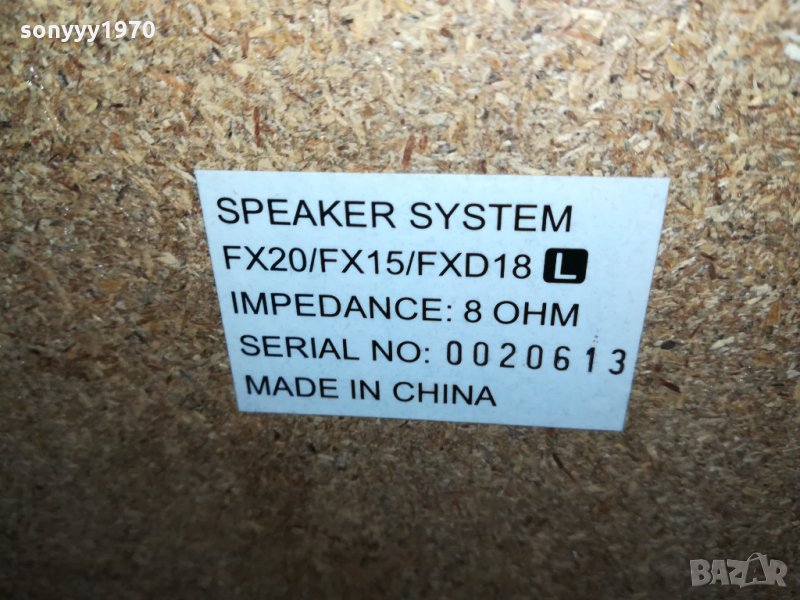 sonyyy1970
SPEAKER SYSTEM
FX20/FX15/FXD18 L
IMPEDANCE: 8 OHM
SERIAL NO: 0020613
MADE IN CHINA
BAZAR